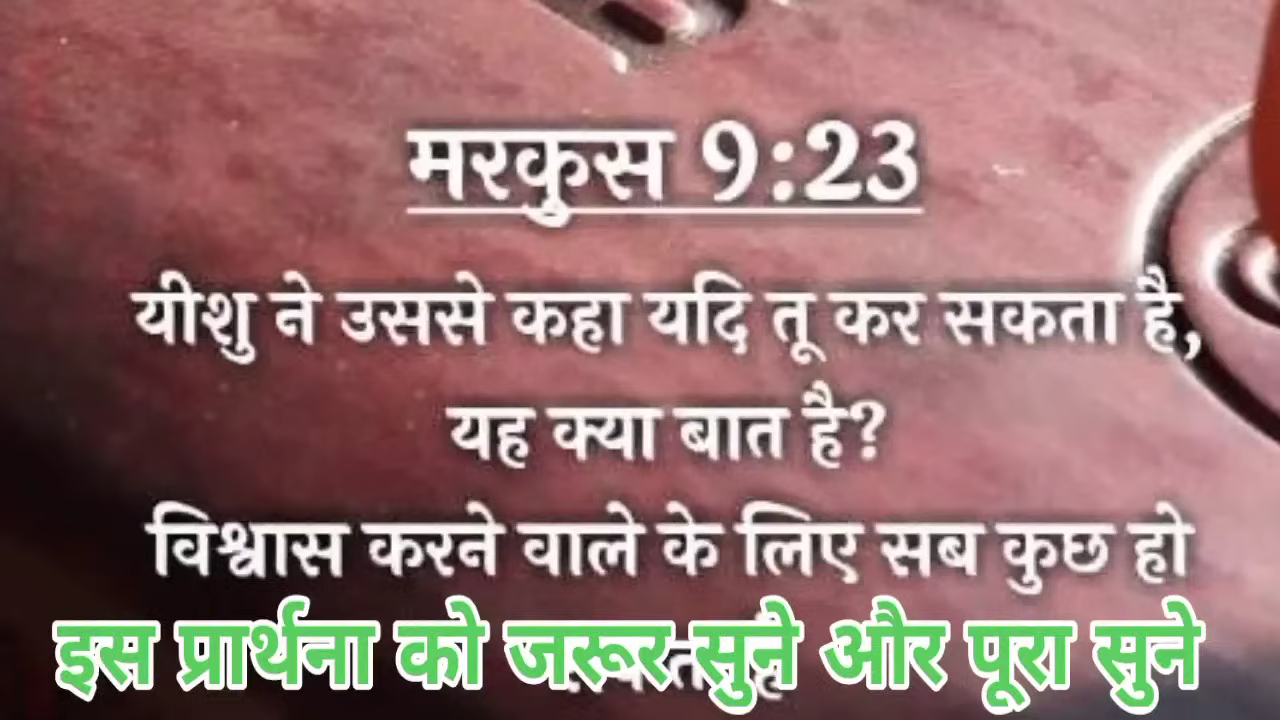 मरकुस 9:23
यीशु ने उससे कहा यदि तू कर सकता है,
यह क्या बात है?
विश्वास करने वाले के लिए सब कुछ हो
इस प्रार्थना को जरूर सुने और पूरा सुने